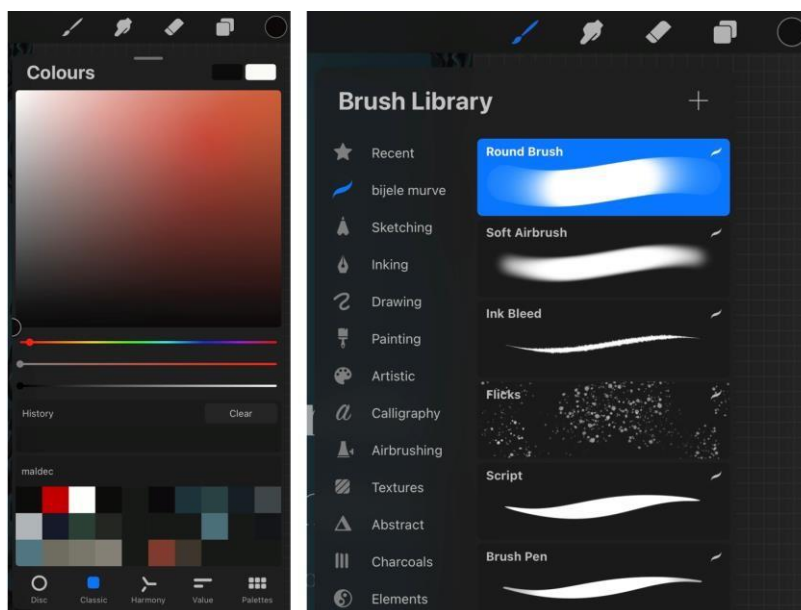 Colours
History
Clear
maldec
Disc
Classic
Harmony
Value
Palettes
Brush Library
Recent
bijele murve
Sketching
Inking
Drawing
Painting
Artistic
Calligraphy
Airbrushing
Textures
Abstract
Charcoals
Elements
Round Brush
Soft Airbrush
Ink Bleed
Flicks
Script
Brush Pen